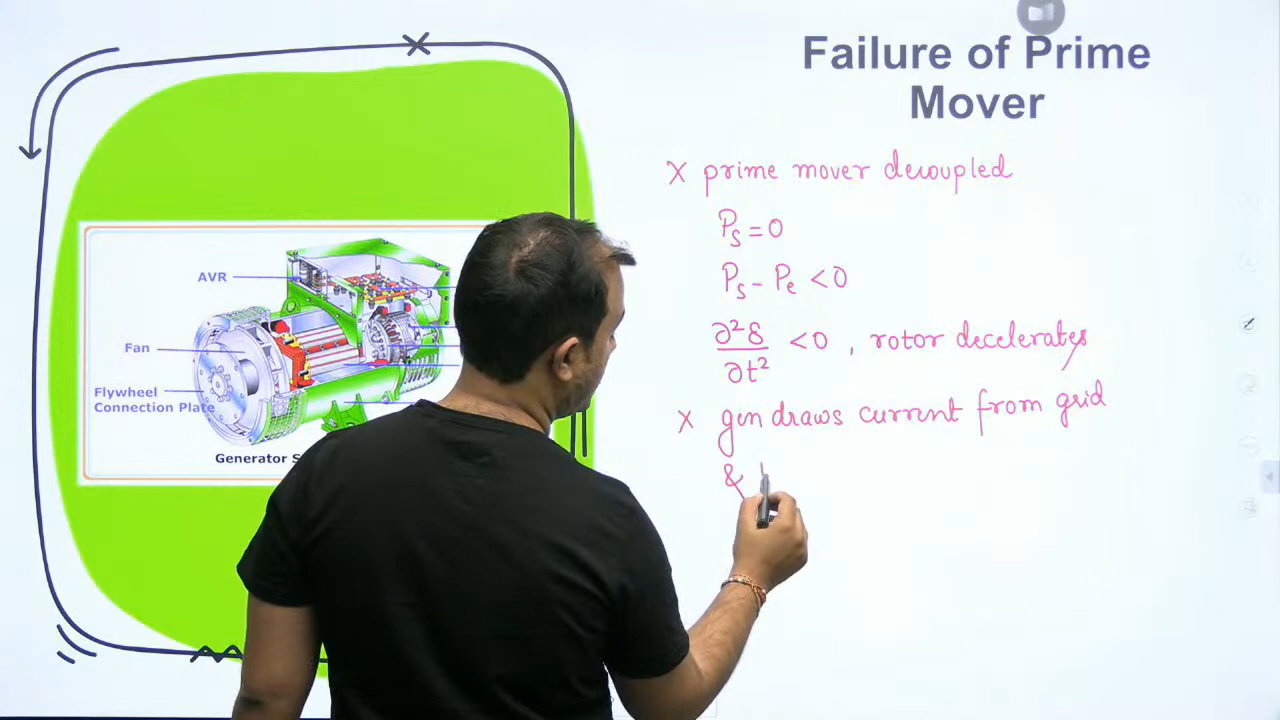 Failure of Prime
Mover
X prime mover decoupled
Ps = 0
Ps - Pe < 0
∂²δ/∂t² < 0 , rotor decelerates
X gen draws current from grid
&
AVR
Fan
Flywheel
Connection Plate
Generator